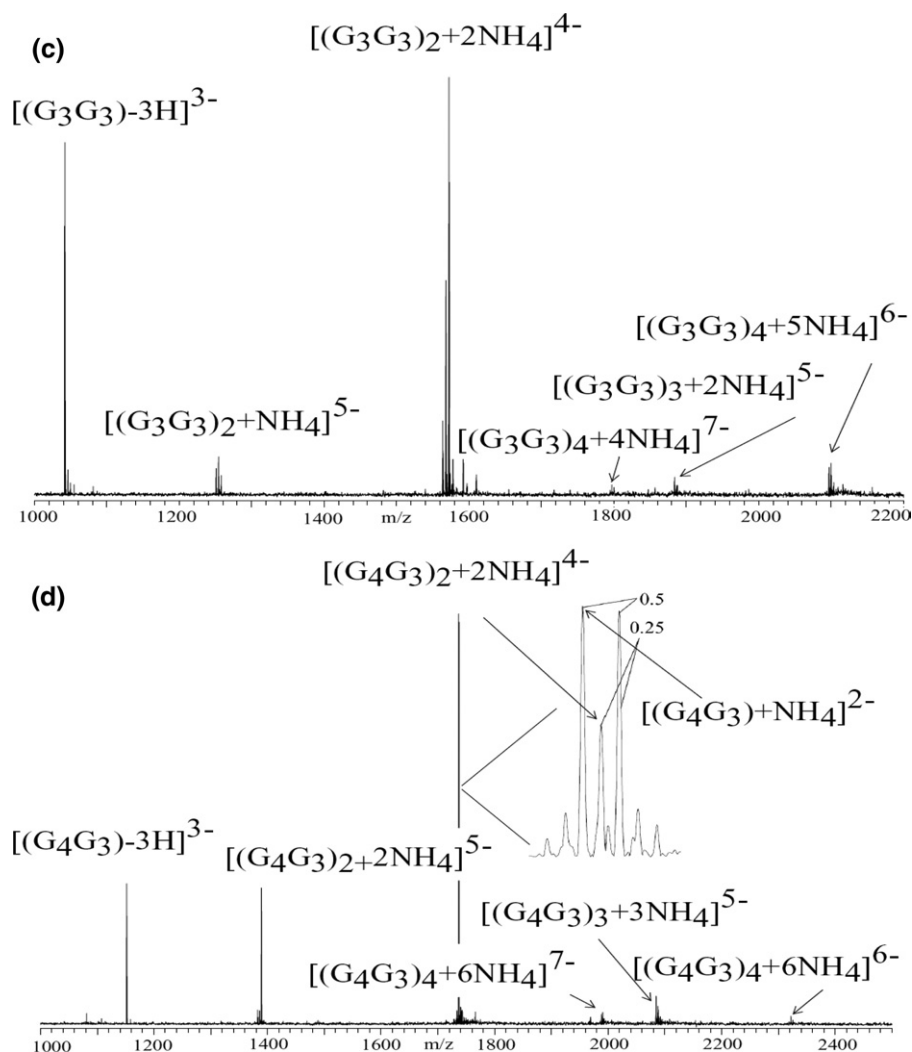 (c)
[(G₃G₃)₂+2NH₄]⁴⁻
[(G₃G₃)-3H]³⁻
[(G₃G₃)₄+5NH₄]⁶⁻
[(G₃G₃)₃+2NH₄]⁵⁻
[(G₃G₃)₂+NH₄]⁵⁻
[(G₃G₃)₄+4NH₄]⁷⁻
1000 1200 1400 m/z 1600 1800 2000 2200
(d)
[(G₄G₃)₂+2NH₄]⁴⁻
0.5
0.25
[(G₄G₃)+NH₄]²⁻
[(G₄G₃)-3H]³⁻
[(G₄G₃)₂+2NH₄]⁵⁻
[(G₄G₃)₃+3NH₄]⁵⁻
[(G₄G₃)₄+6NH₄]⁷⁻
[(G₄G₃)₄+6NH₄]⁶⁻
1000 1200 1400 1600 m/z 1800 2000 2200 2400